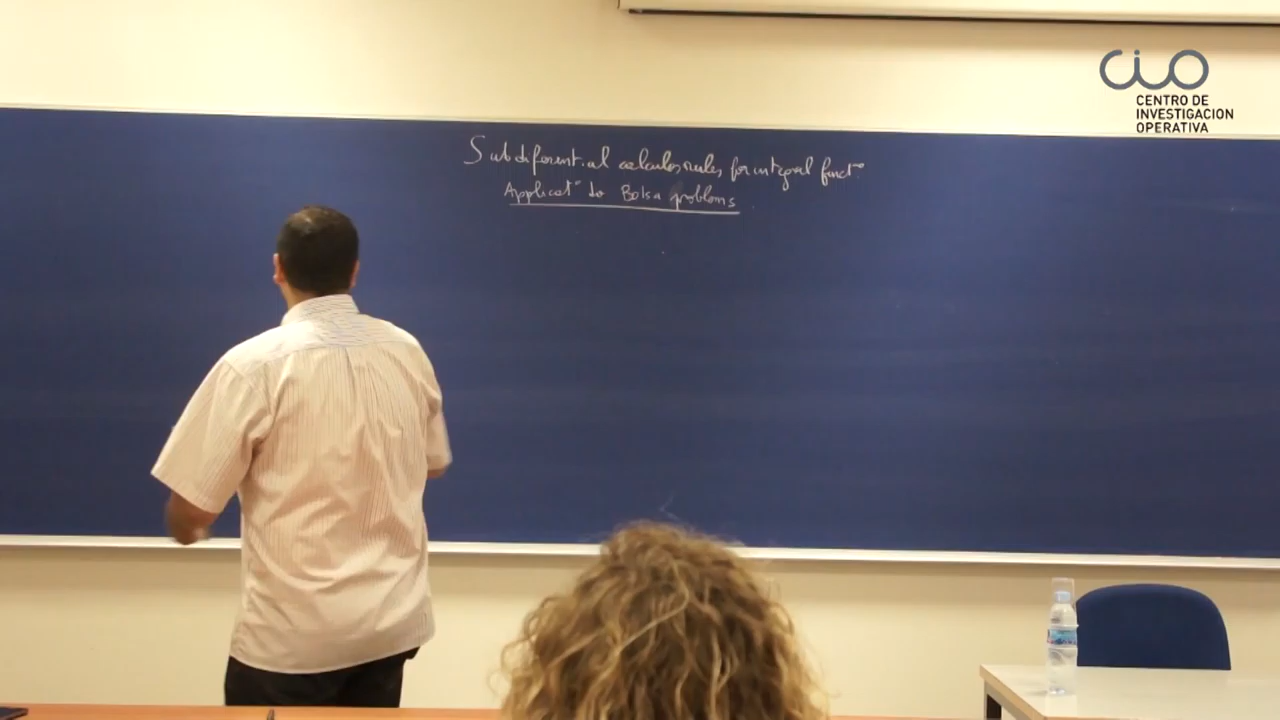 Subdiferential calculus rules for integral funct°
Applicat° to Bolsa problems
CIO
CENTRO DE
INVESTIGACION
OPERATIVA